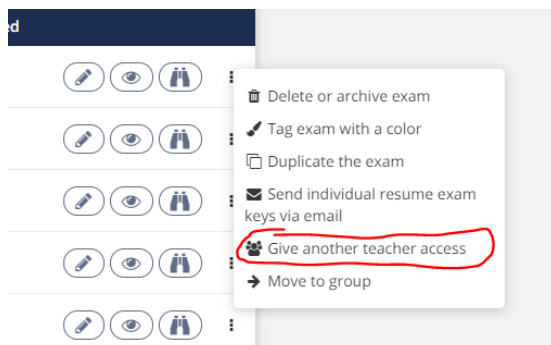 ed
Delete or archive exam
Tag exam with a color
Duplicate the exam
Send individual resume exam
keys via email
Give another teacher access
Move to group